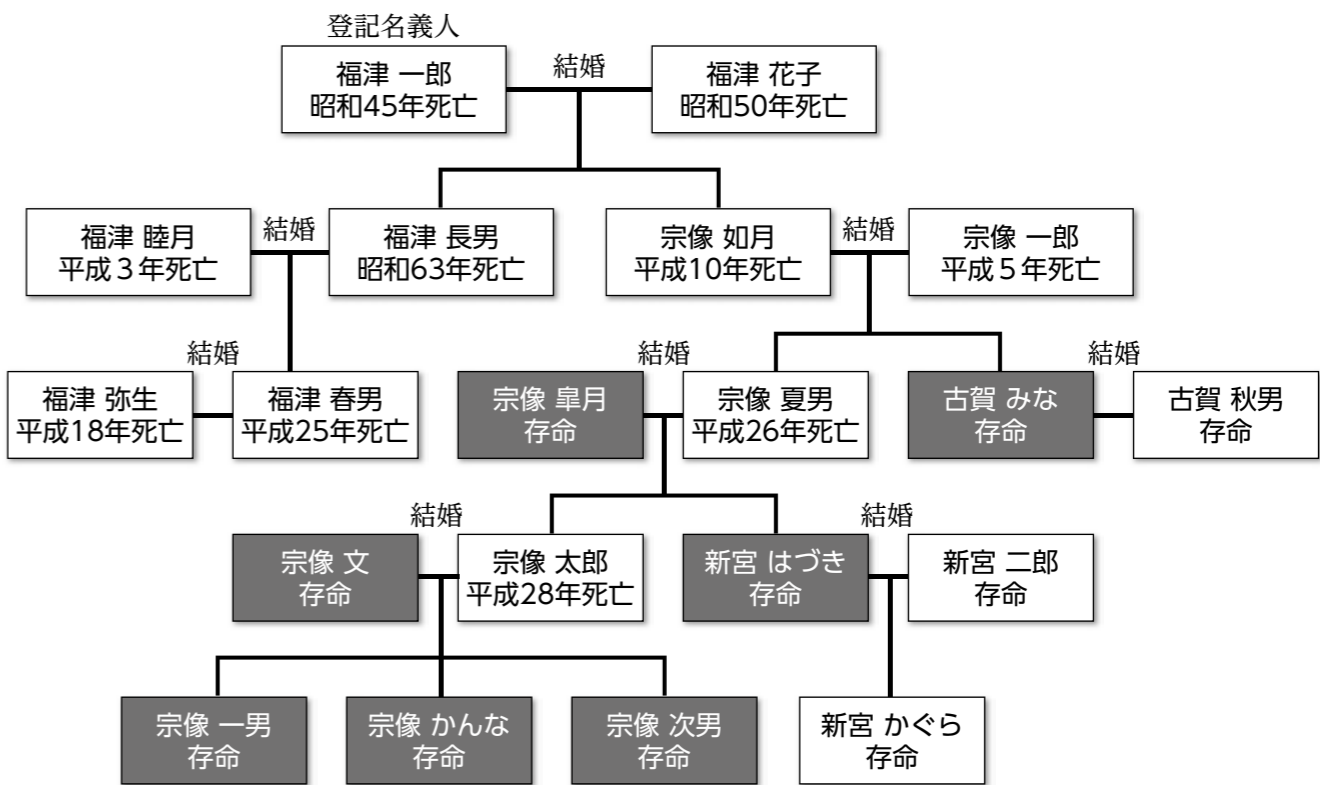 登記名義人
福津 一郎
昭和45年死亡
結婚
福津 花子
昭和50年死亡
福津 睦月
平成3年死亡
結婚
福津 長男
昭和63年死亡
宗像 如月
平成10年死亡
結婚
宗像 一郎
平成5年死亡
福津 弥生
平成18年死亡
結婚
福津 春男
平成25年死亡
宗像 皐月
存命
結婚
宗像 夏男
平成26年死亡
古賀 みな
存命
結婚
古賀 秋男
存命
宗像 文
存命
結婚
宗像 太郎
平成28年死亡
新宮 はづき
存命
結婚
新宮 二郎
存命
宗像 一男
存命
宗像 かんな
存命
宗像 次男
存命
新宮 かぐら
存命